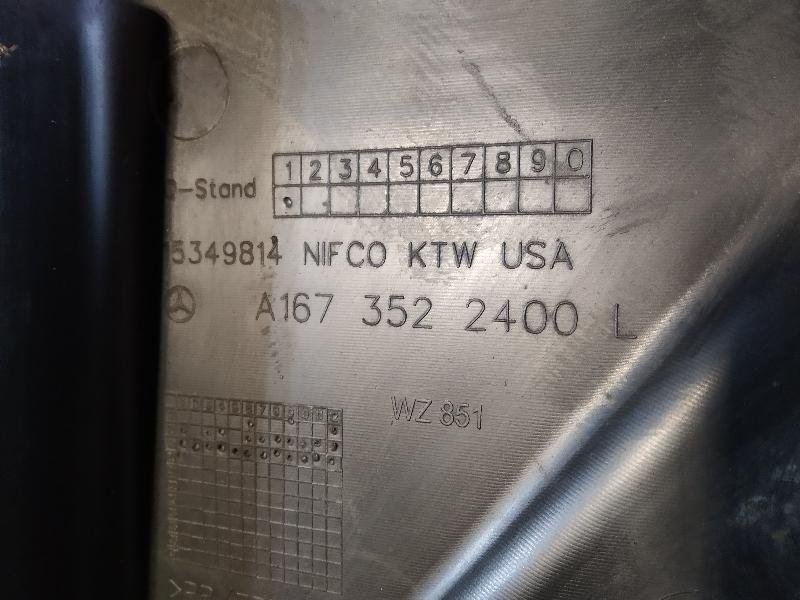 -Stand 1 2 3 4 5 6 7 8 9 0
15349814 NIFCO KTW USA
A167 352 2400 L
WZ 851